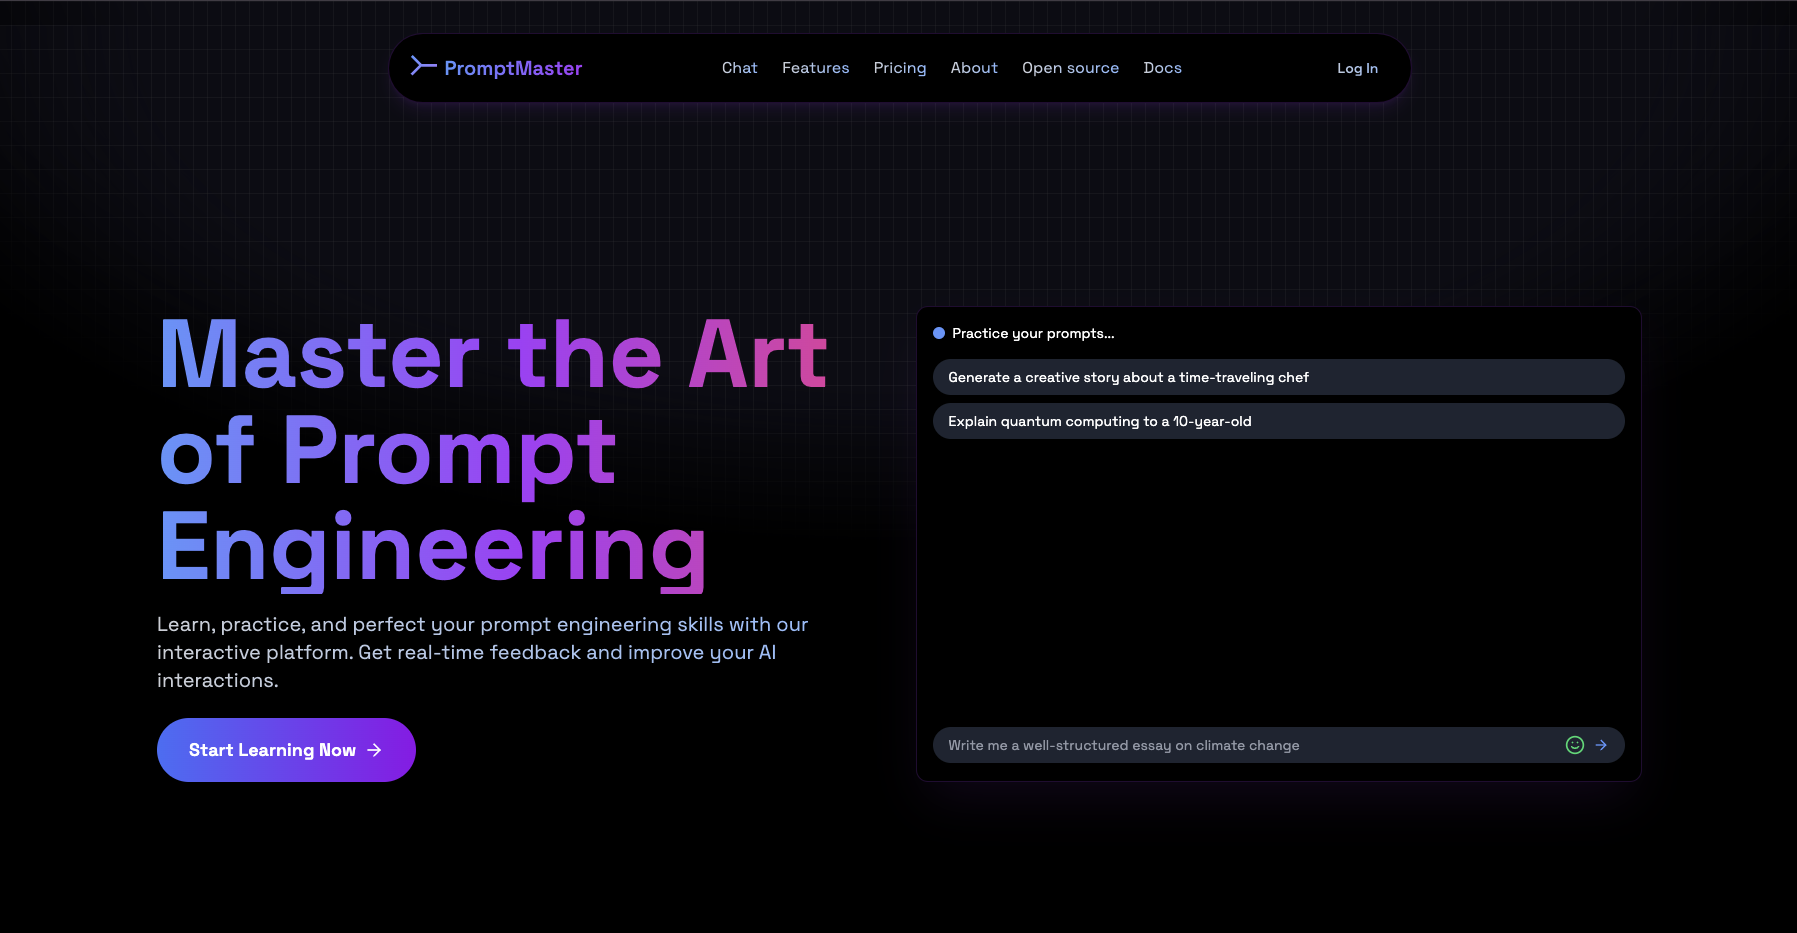 PromptMaster
Chat
Features
Pricing
About
Open source
Docs
Log In
Master the Art
of Prompt
Engineering
Learn, practice, and perfect your prompt engineering skills with our
interactive platform. Get real-time feedback and improve your AI
interactions.
Start Learning Now
Practice your prompts...
Generate a creative story about a time-traveling chef
Explain quantum computing to a 10-year-old
Write me a well-structured essay on climate change